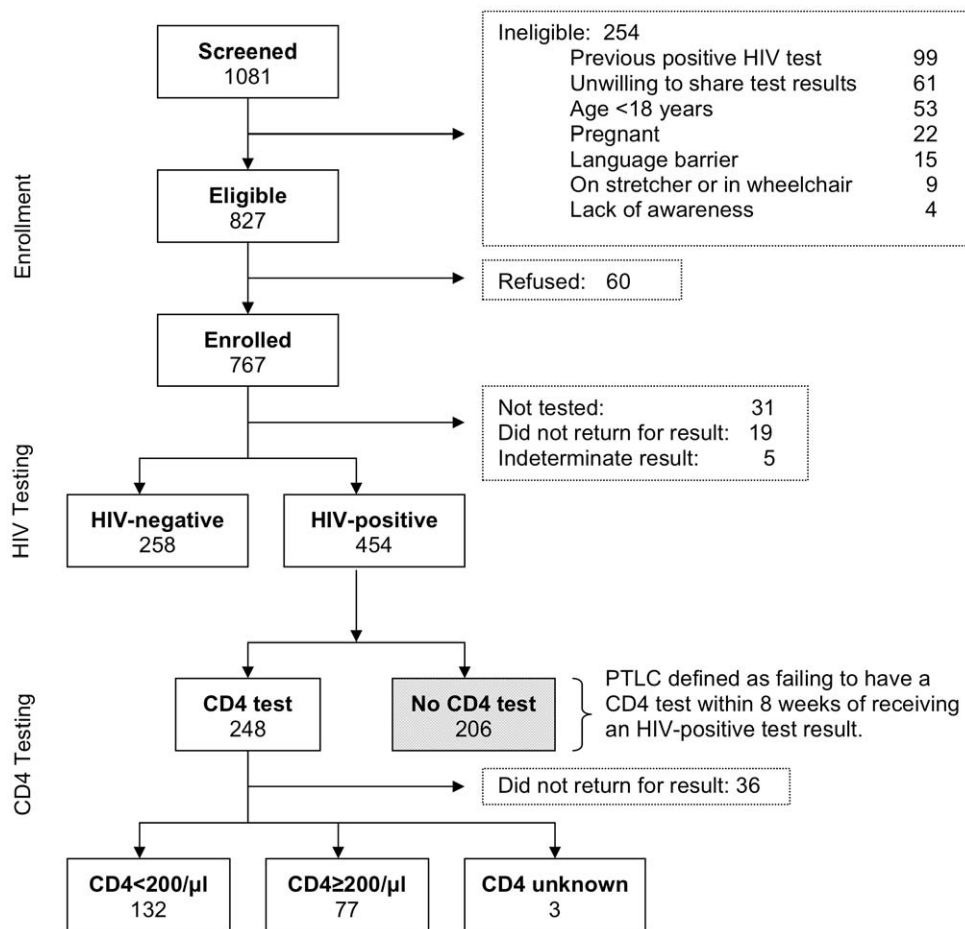 Screened
1081
Ineligible: 254
Previous positive HIV test 99
Unwilling to share test results 61
Age <18 years 53
Pregnant 22
Language barrier 15
On stretcher or in wheelchair 9
Lack of awareness 4
Enrollment
Eligible
827
Refused: 60
Enrolled
767
Not tested: 31
Did not return for result: 19
Indeterminate result: 5
HIV Testing
HIV-negative
258
HIV-positive
454
CD4 Testing
CD4 test
248
No CD4 test
206
PTLC defined as failing to have a
CD4 test within 8 weeks of receiving
an HIV-positive test result.
Did not return for result: 36
CD4<200/µl
132
CD4≥200/µl
77
CD4 unknown
3